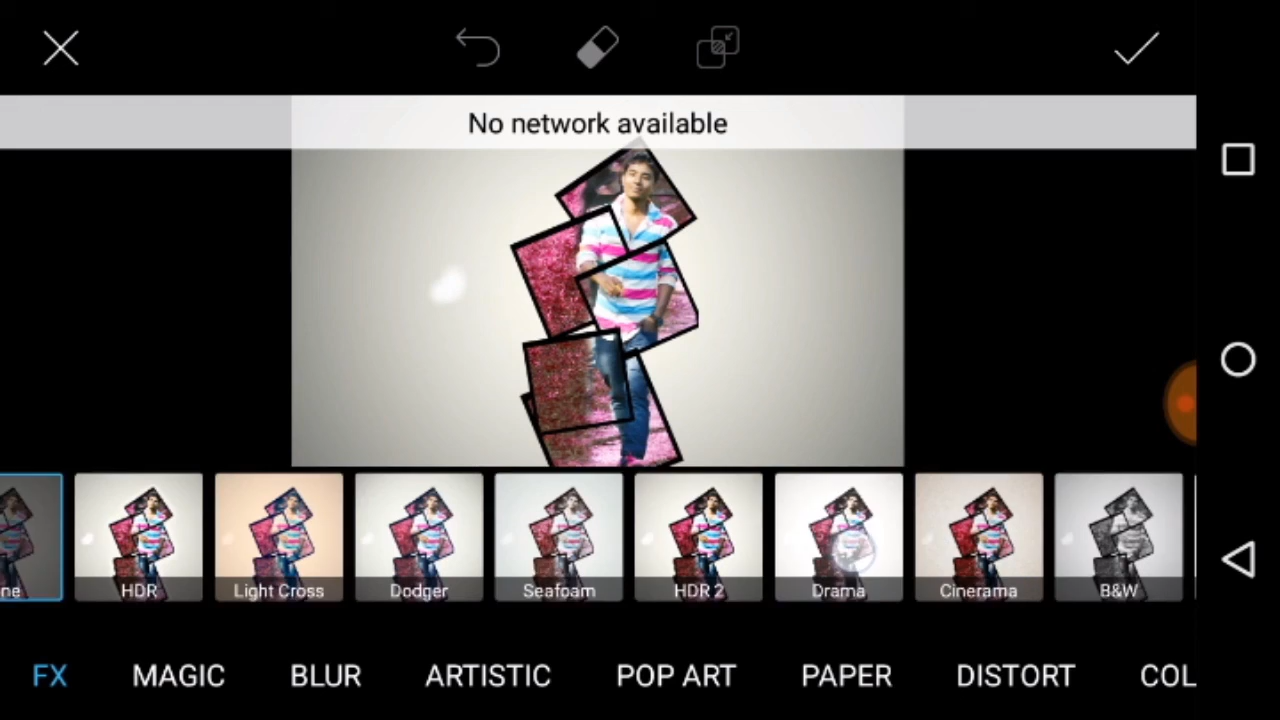 No network available
ne
HDR
Light Cross
Dodger
Seafoam
HDR 2
Drama
Cinerama
B&W
FX
MAGIC
BLUR
ARTISTIC
POP ART
PAPER
DISTORT
COL